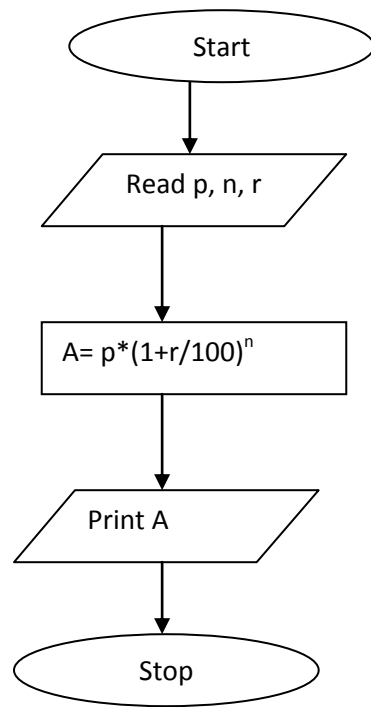 Start
Read p, n, r
A= p*(1+r/100)ⁿ
Print A
Stop